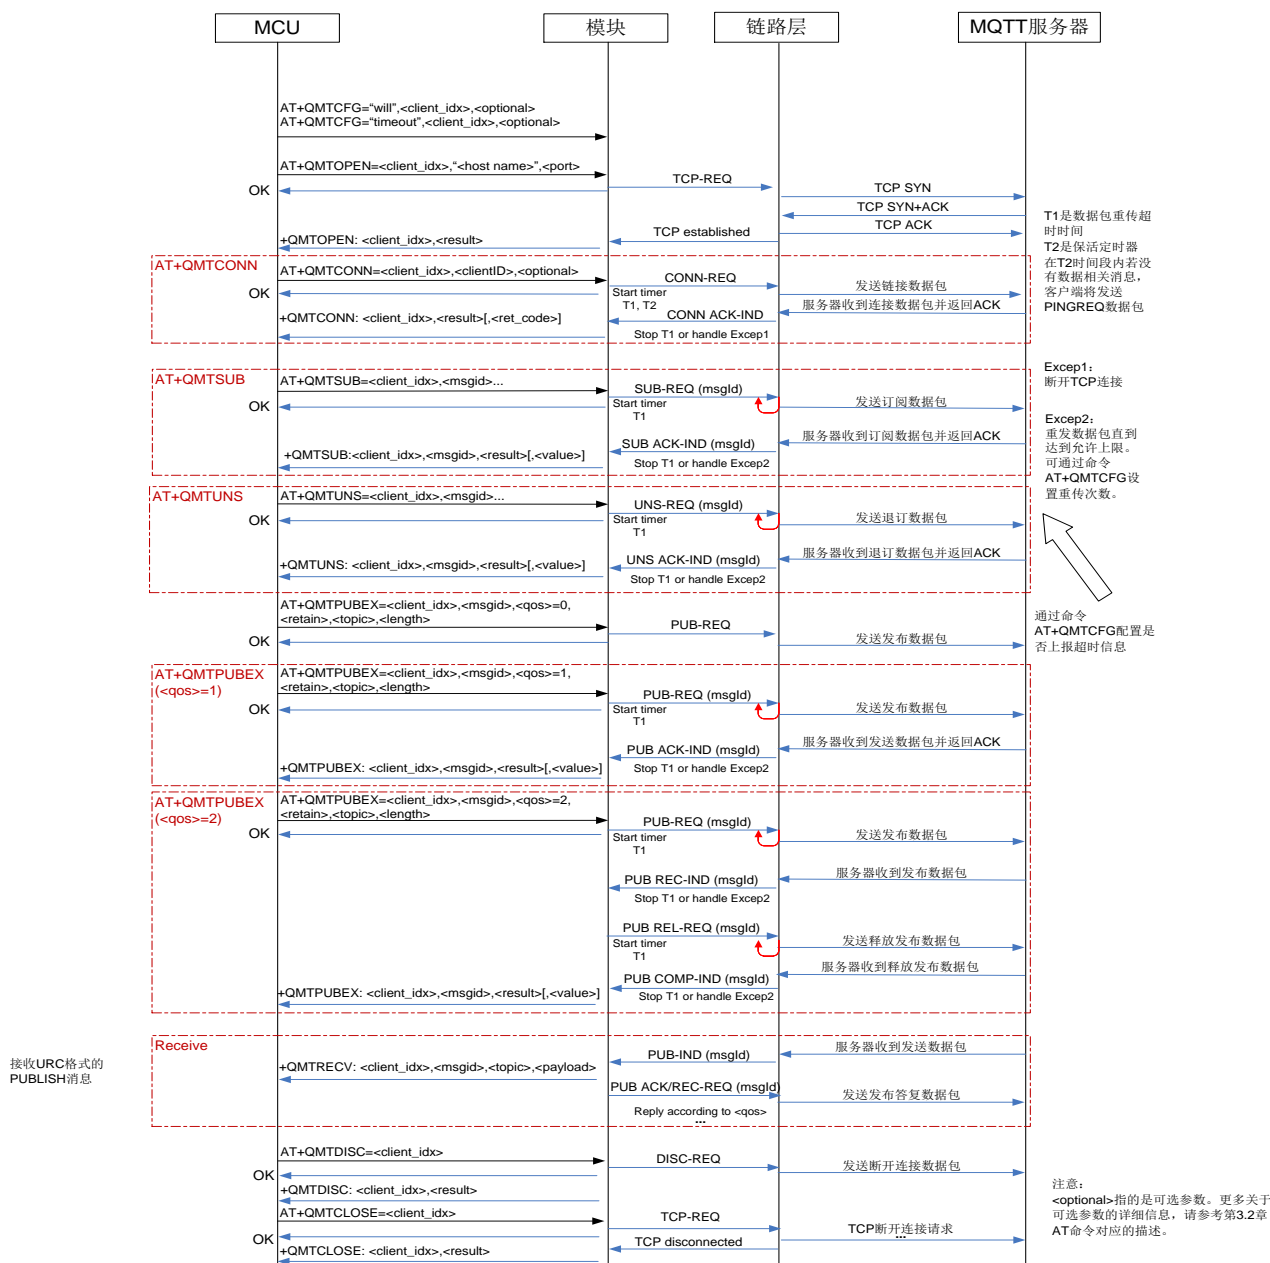 MCU
模块
链路层
MQTT服务器
AT+QMTCFG=“will”,<client_idx>,<optional>
AT+QMTCFG=“timeout”,<client_idx>,<optional>
AT+QMTOPEN=<client_idx>,“<host name>”,<port>
TCP-REQ
OK
TCP SYN
TCP SYN+ACK
TCP ACK
TCP established
+QMTOPEN: <client_idx>,<result>
T1是数据包重传超
时时间
T2是保活定时器
在T2时间段内若没
有数据相关消息，
客户端将发送
PINGREQ数据包
AT+QMTCONN
AT+QMTCONN=<client_idx>,<clientID>,<optional>
CONN-REQ
OK
Start timer
T1, T2
发送链接数据包
服务器收到连接数据包并返回ACK
CONN ACK-IND
+QMTCONN: <client_idx>,<result>[,<ret_code>]
Stop T1 or handle Excep1
Excep1：
断开TCP连接
AT+QMTSUB
AT+QMTSUB=<client_idx>,<msgid>...
SUB-REQ (msgId)
OK
Start timer
T1
发送订阅数据包
服务器收到订阅数据包并返回ACK
SUB ACK-IND (msgId)
+QMTSUB:<client_idx>,<msgid>,<result>[,<value>]
Stop T1 or handle Excep2
Excep2：
重发数据包直到
达到允许上限。
可通过命令
AT+QMTCFG设
置重传次数。
AT+QMTUNS
AT+QMTUNS=<client_idx>,<msgid>...
UNS-REQ (msgId)
OK
Start timer
T1
发送退订数据包
服务器收到退订数据包并返回ACK
UNS ACK-IND (msgId)
+QMTUNS: <client_idx>,<msgid>,<result>[,<value>]
Stop T1 or handle Excep2
AT+QMTPUBEX=<client_idx>,<msgid>,<qos>=0,
<retain>,<topic>,<length>
PUB-REQ
OK
发送发布数据包
通过命令
AT+QMTCFG配置是
否上报超时信息
AT+QMTPUBEX
(<qos>=1)
AT+QMTPUBEX=<client_idx>,<msgid>,<qos>=1,
<retain>,<topic>,<length>
PUB-REQ (msgId)
OK
Start timer
T1
发送发布数据包
服务器收到发送数据包并返回ACK
PUB ACK-IND (msgId)
+QMTPUBEX: <client_idx>,<msgid>,<result>[,<value>]
Stop T1 or handle Excep2
AT+QMTPUBEX
(<qos>=2)
AT+QMTPUBEX=<client_idx>,<msgid>,<qos>=2,
<retain>,<topic>,<length>
PUB-REQ (msgId)
OK
Start timer
T1
发送发布数据包
服务器收到发布数据包
PUB REC-IND (msgId)
Stop T1 or handle Excep2
PUB REL-REQ (msgId)
Start timer
T1
发送释放发布数据包
服务器收到释放发布数据包
PUB COMP-IND (msgId)
+QMTPUBEX: <client_idx>,<msgid>,<result>[,<value>]
Stop T1 or handle Excep2
接收URC格式的
PUBLISH消息
Receive
服务器收到发送数据包
PUB-IND (msgId)
+QMTRECV: <client_idx>,<msgid>,<topic>,<payload>
PUB ACK/REC-REQ (msgId)
发送发布答复数据包
Reply according to <qos>
...
AT+QMTDISC=<client_idx>
DISC-REQ
OK
发送断开连接数据包
+QMTDISC: <client_idx>,<result>
AT+QMTCLOSE=<client_idx>
TCP-REQ
OK
TCP断开连接请求
...
TCP disconnected
+QMTCLOSE: <client_idx>,<result>
注意：
<optional>指的是可选参数。更多关于
可选参数的详细信息，请参考第3.2章
AT命令对应的描述。